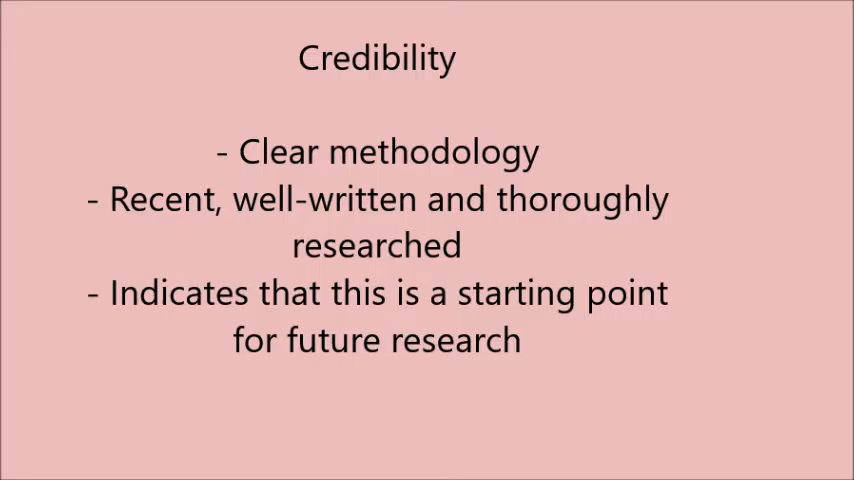 Credibility
- Clear methodology
- Recent, well-written and thoroughly
researched
- Indicates that this is a starting point
for future research